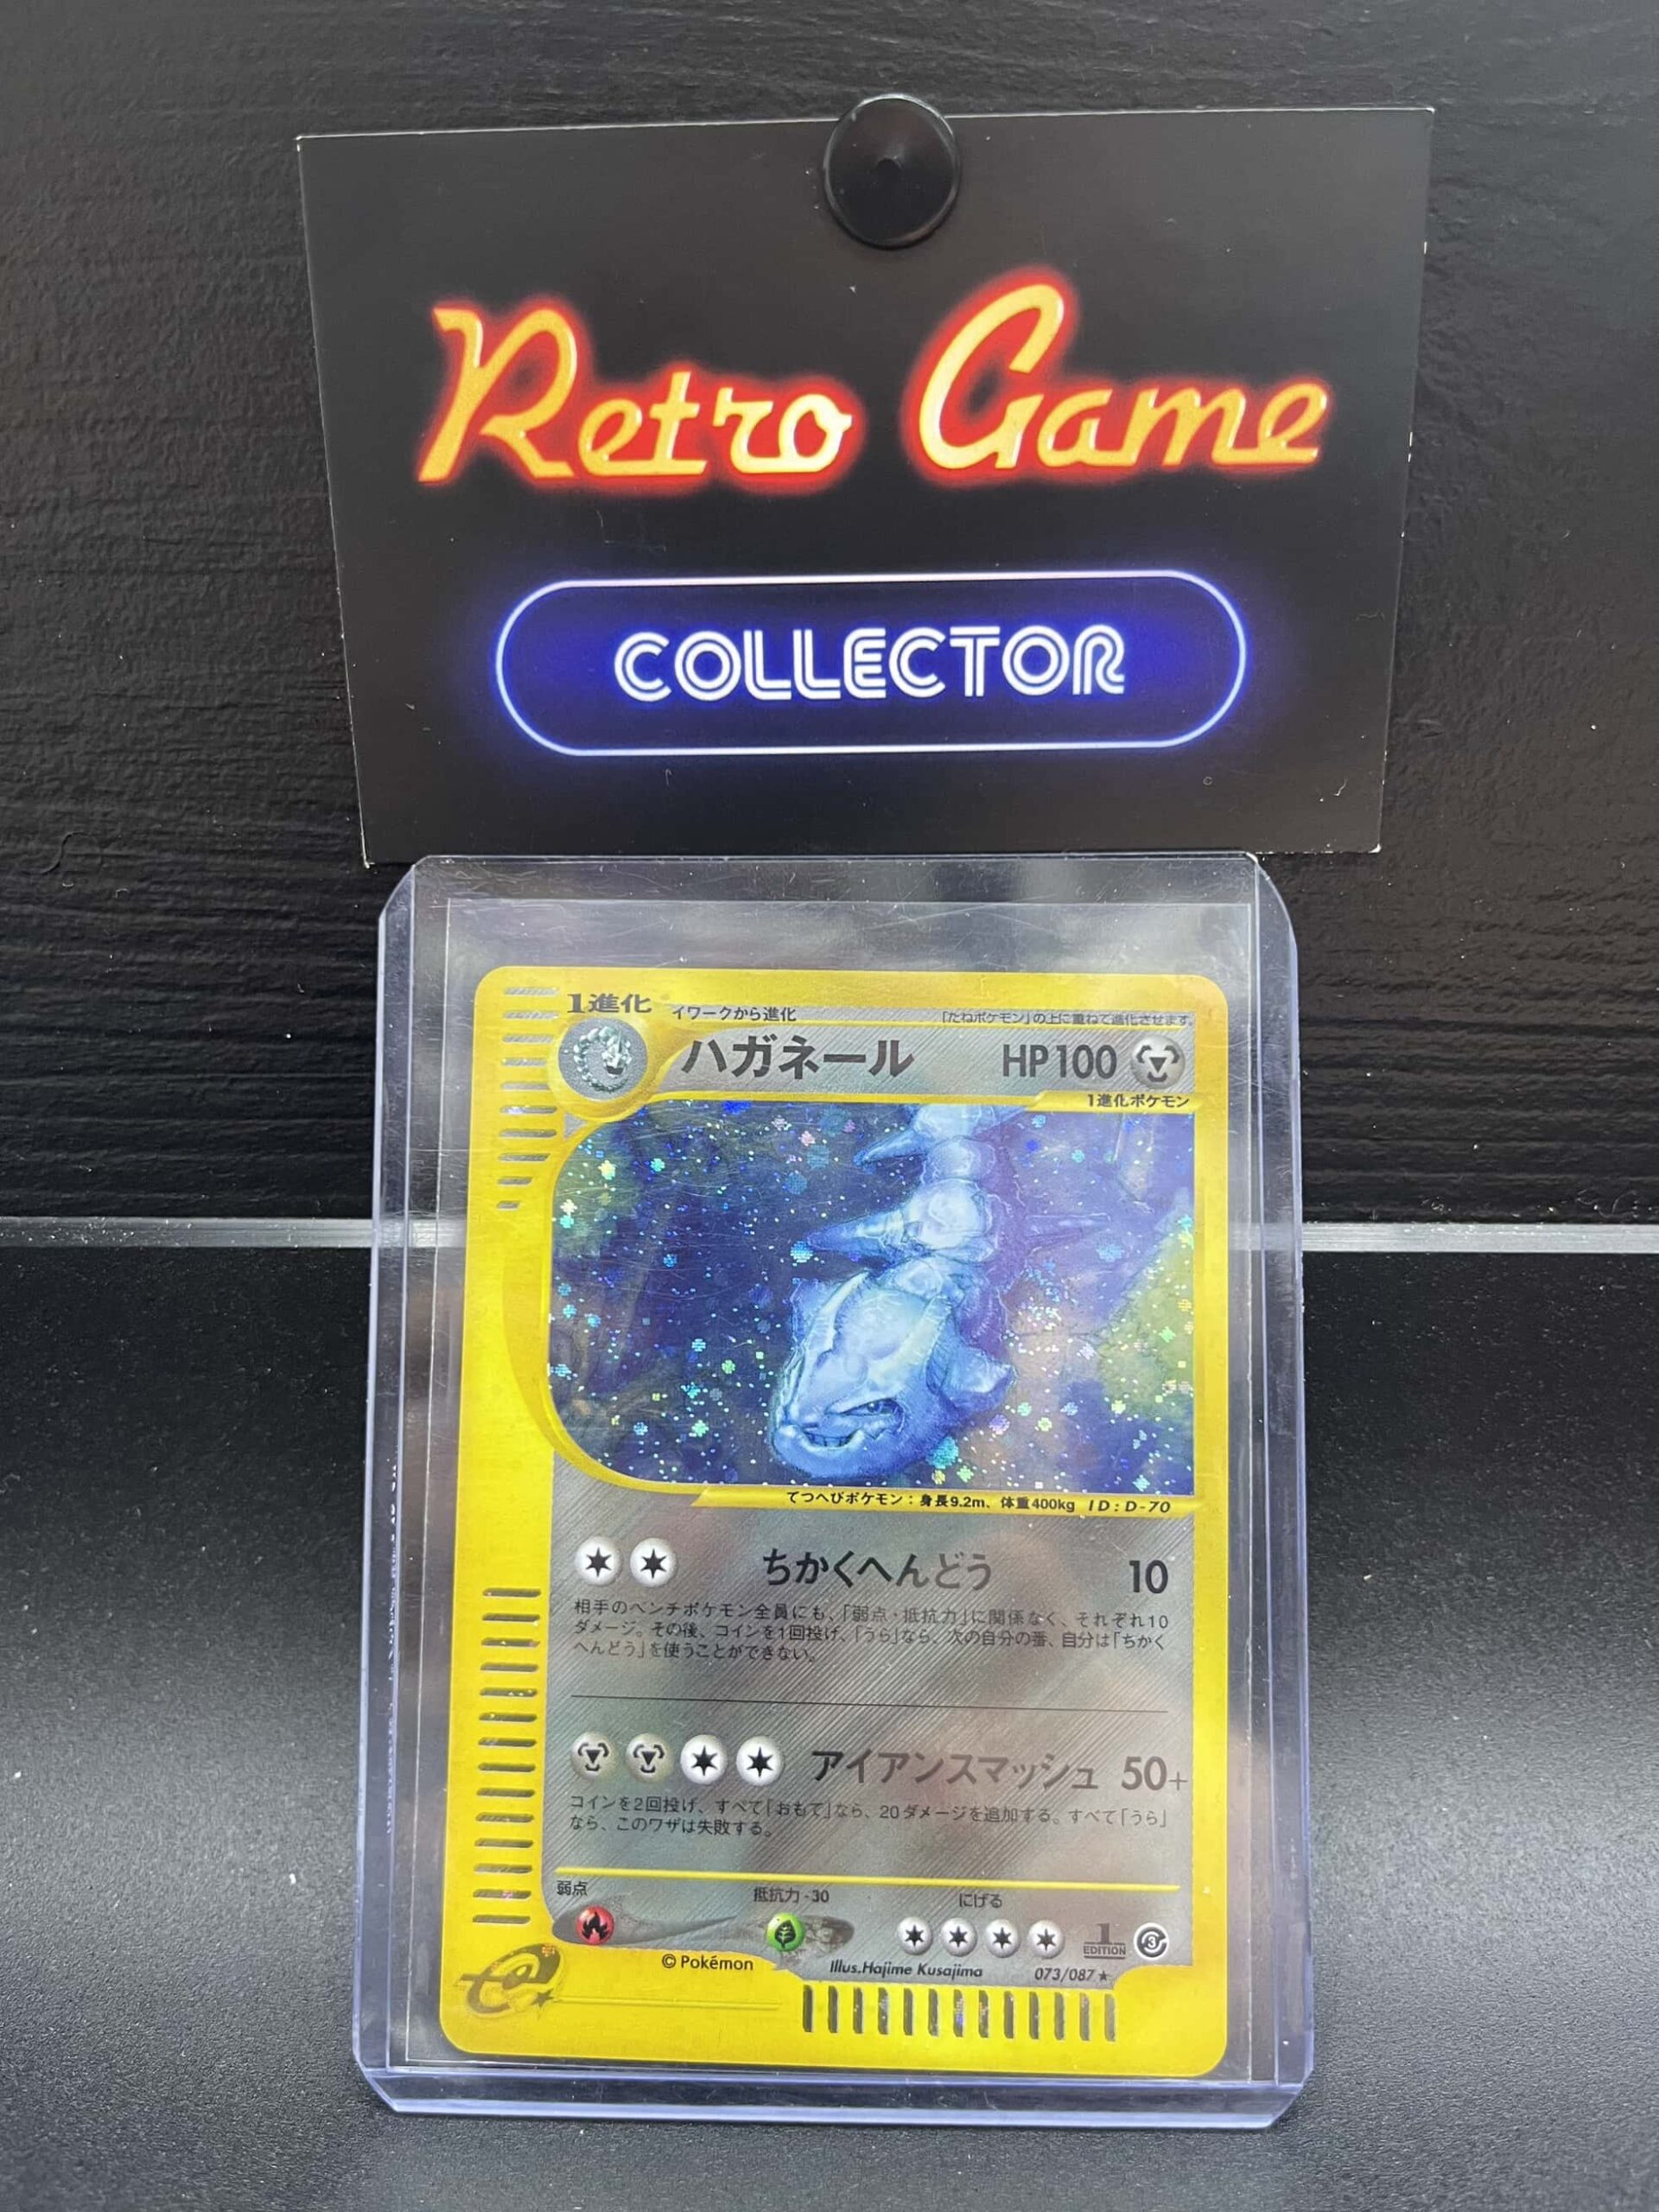 Retro Game
COLLECTOR
1進化 イワークから進化 「たねポケモン」の上に重ねて進化させます。
ハガネール HP100
1進化ポケモン
てつへびポケモン：身長9.2m、体重400kg ID:D-70
ちかくへんどう 10
相手のベンチポケモン全員にも、「弱点・抵抗力」に関係なく、それぞれ10
ダメージ。その後、コインを1回投げ、「うら」なら、次の自分の番、自分は「ちかく
へんどう」を使うことができない。
アイアンスマッシュ 50+
コインを2回投げ、すべて「おもて」なら、20ダメージを追加する。すべて「うら」
なら、このワザは失敗する。
弱点 抵抗力-30 にげる
1 EDITION 3
© Pokémon Illus.Hajime Kusajima 073/087★
e